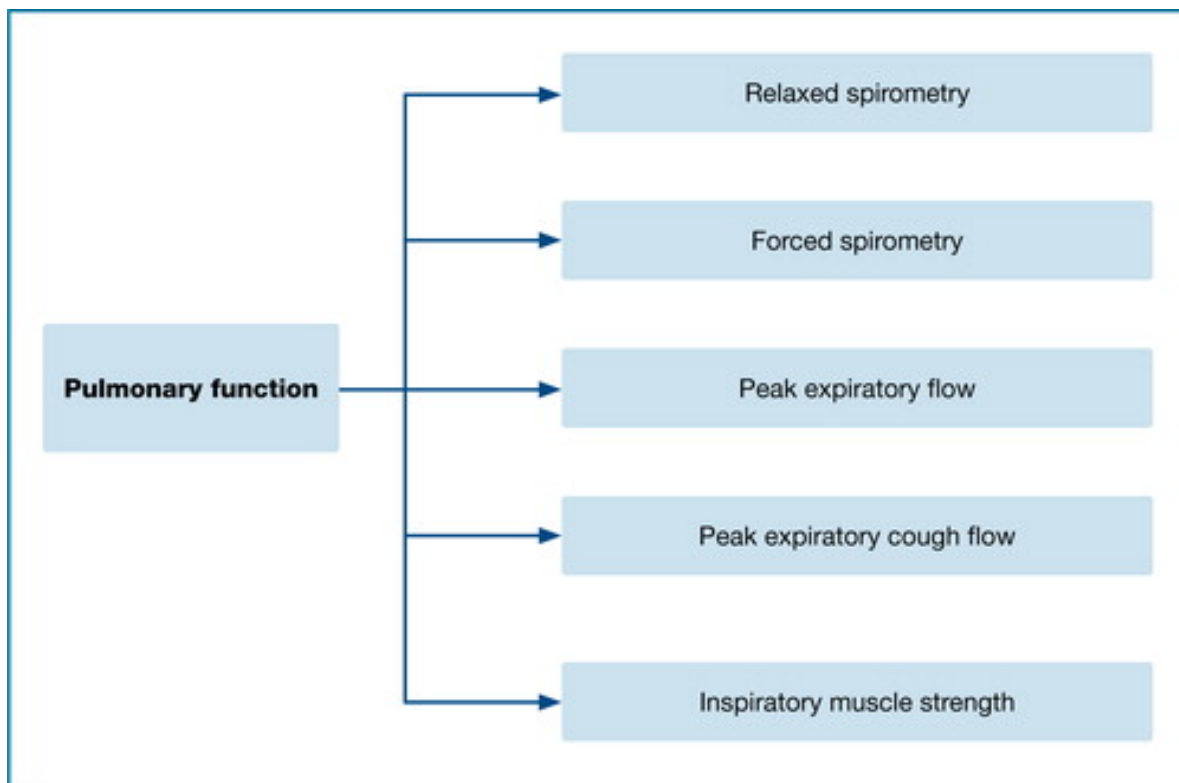 Relaxed spirometry
Forced spirometry
Pulmonary function
Peak expiratory flow
Peak expiratory cough flow
Inspiratory muscle strength